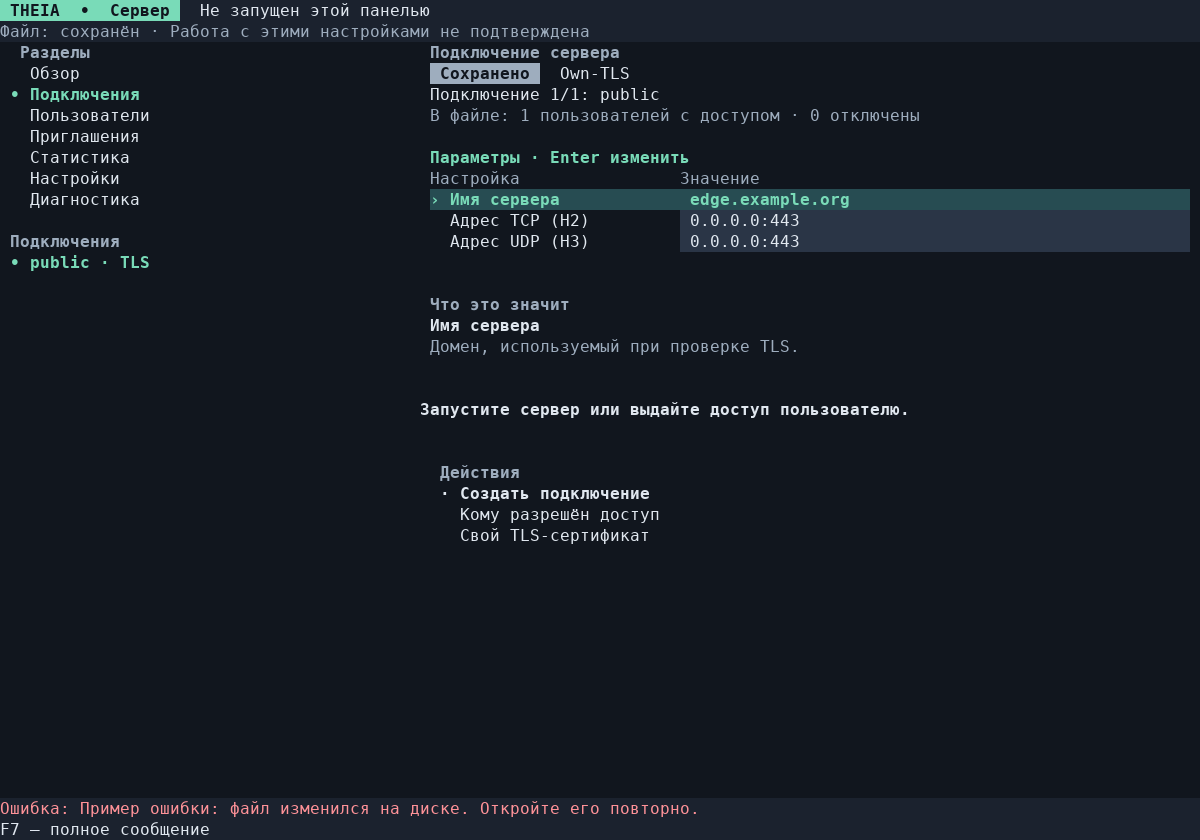 THEIA • Сервер Не запущен этой панелью
Файл: сохранён · Работа с этими настройками не подтверждена
Разделы
Обзор
• Подключения
Пользователи
Приглашения
Статистика
Настройки
Диагностика
Подключения
• public · TLS
Подключение сервера
Сохранено Own-TLS
Подключение 1/1: public
В файле: 1 пользователей с доступом · 0 отключены
Параметры · Enter изменить
Настройка Значение
› Имя сервера edge.example.org
Адрес TCP (H2) 0.0.0.0:443
Адрес UDP (H3) 0.0.0.0:443
Что это значит
Имя сервера
Домен, используемый при проверке TLS.
Запустите сервер или выдайте доступ пользователю.
Действия
· Создать подключение
Кому разрешён доступ
Свой TLS-сертификат
Ошибка: Пример ошибки: файл изменился на диске. Откройте его повторно.
F7 — полное сообщение